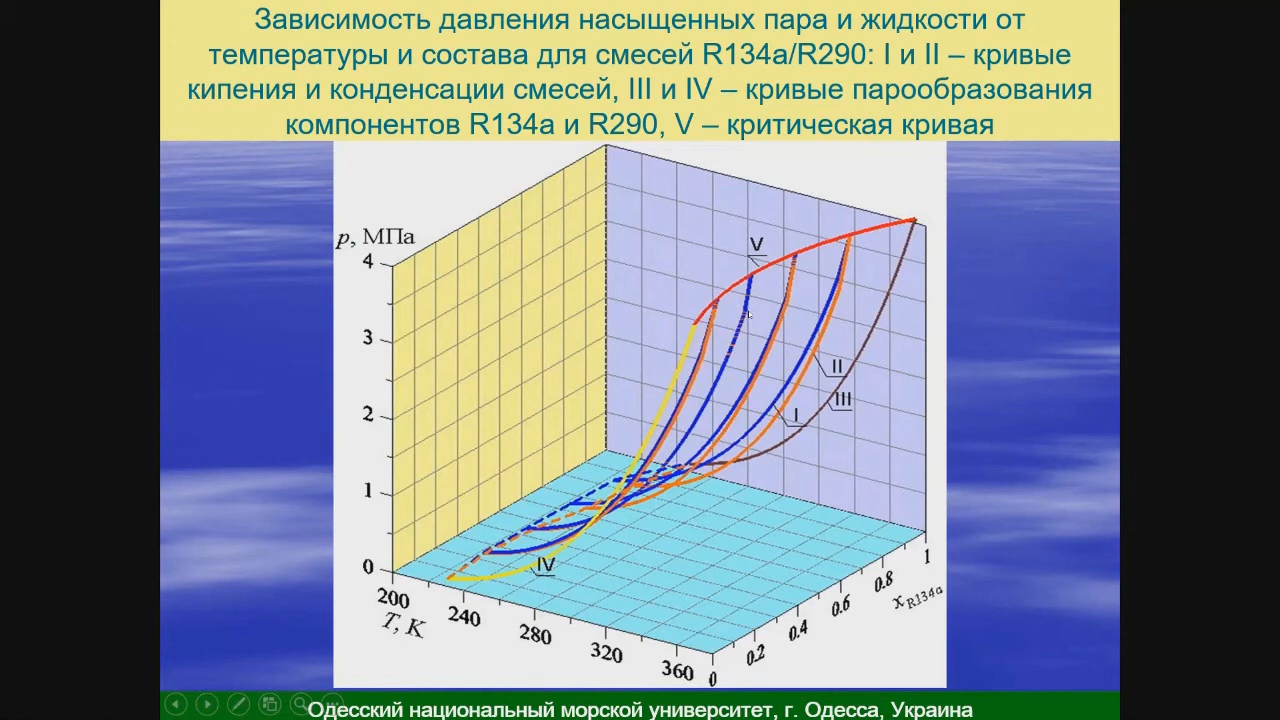 Зависимость давления насыщенных пара и жидкости от
температуры и состава для смесей R134a/R290: I и II – кривые
кипения и конденсации смесей, III и IV – кривые парообразования
компонентов R134a и R290, V – критическая кривая
p, МПа
4
3
2
1
0
V
II
III
I
IV
200
240
280
320
360
T, K
0
0.2
0.4
0.6
0.8
1
x R134a
Одесский национальный морской университет, г. Одесса, Украина